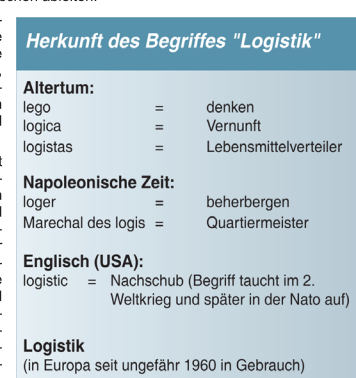 Herkunft des Begriffes "Logistik"
Altertum:
lego = denken
logica = Vernunft
logistas = Lebensmittelverteiler
Napoleonische Zeit:
loger = beherbergen
Marechal des logis = Quartiermeister
Englisch (USA):
logistic = Nachschub (Begriff taucht im 2.
Weltkrieg und später in der Nato auf)
Logistik
(in Europa seit ungefähr 1960 in Gebrauch)